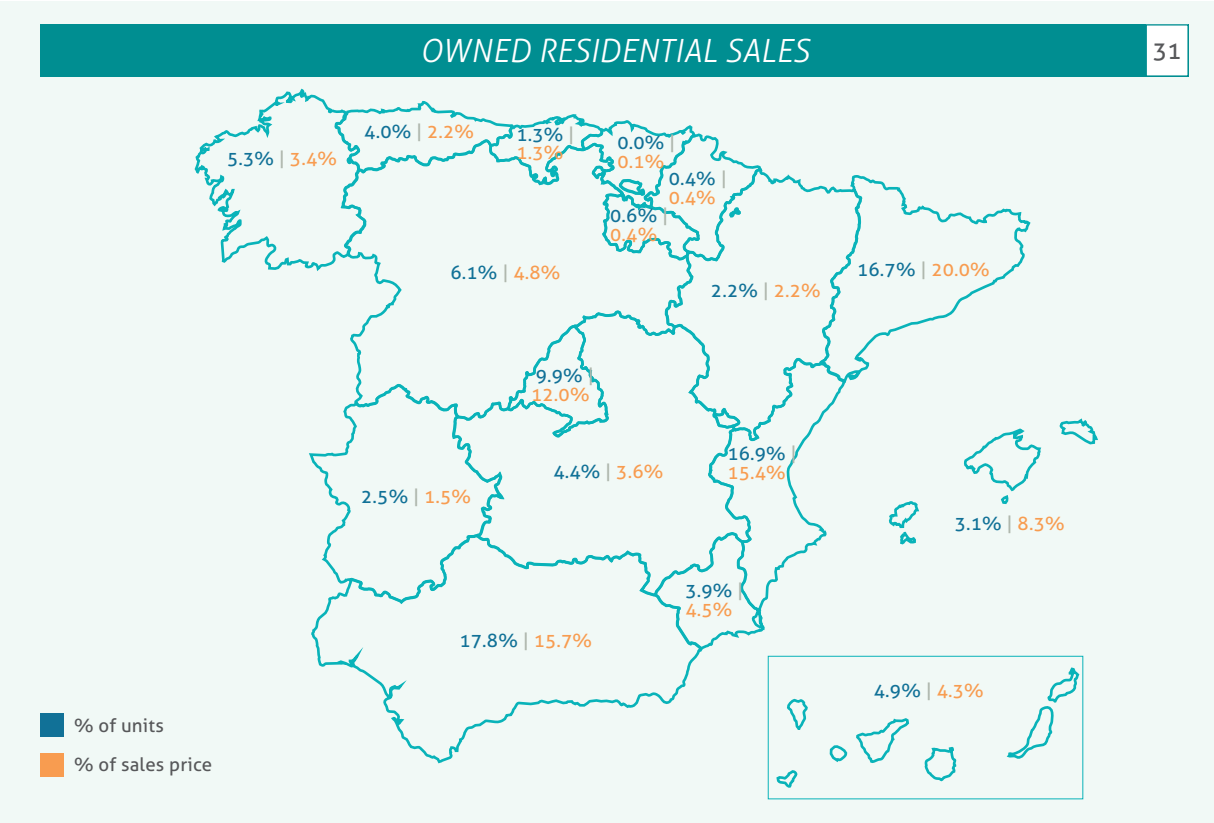 OWNED RESIDENTIAL SALES
31
4.0% | 2.2%
1.3% |
1.3%
0.0% |
0.1%
5.3% | 3.4%
0.4% |
0.4%
0.6% |
0.4%
6.1% | 4.8%
16.7% | 20.0%
2.2% | 2.2%
9.9% |
12.0%
16.9% |
15.4%
4.4% | 3.6%
2.5% | 1.5%
3.1% | 8.3%
3.9% |
4.5%
17.8% | 15.7%
4.9% | 4.3%
% of units
% of sales price